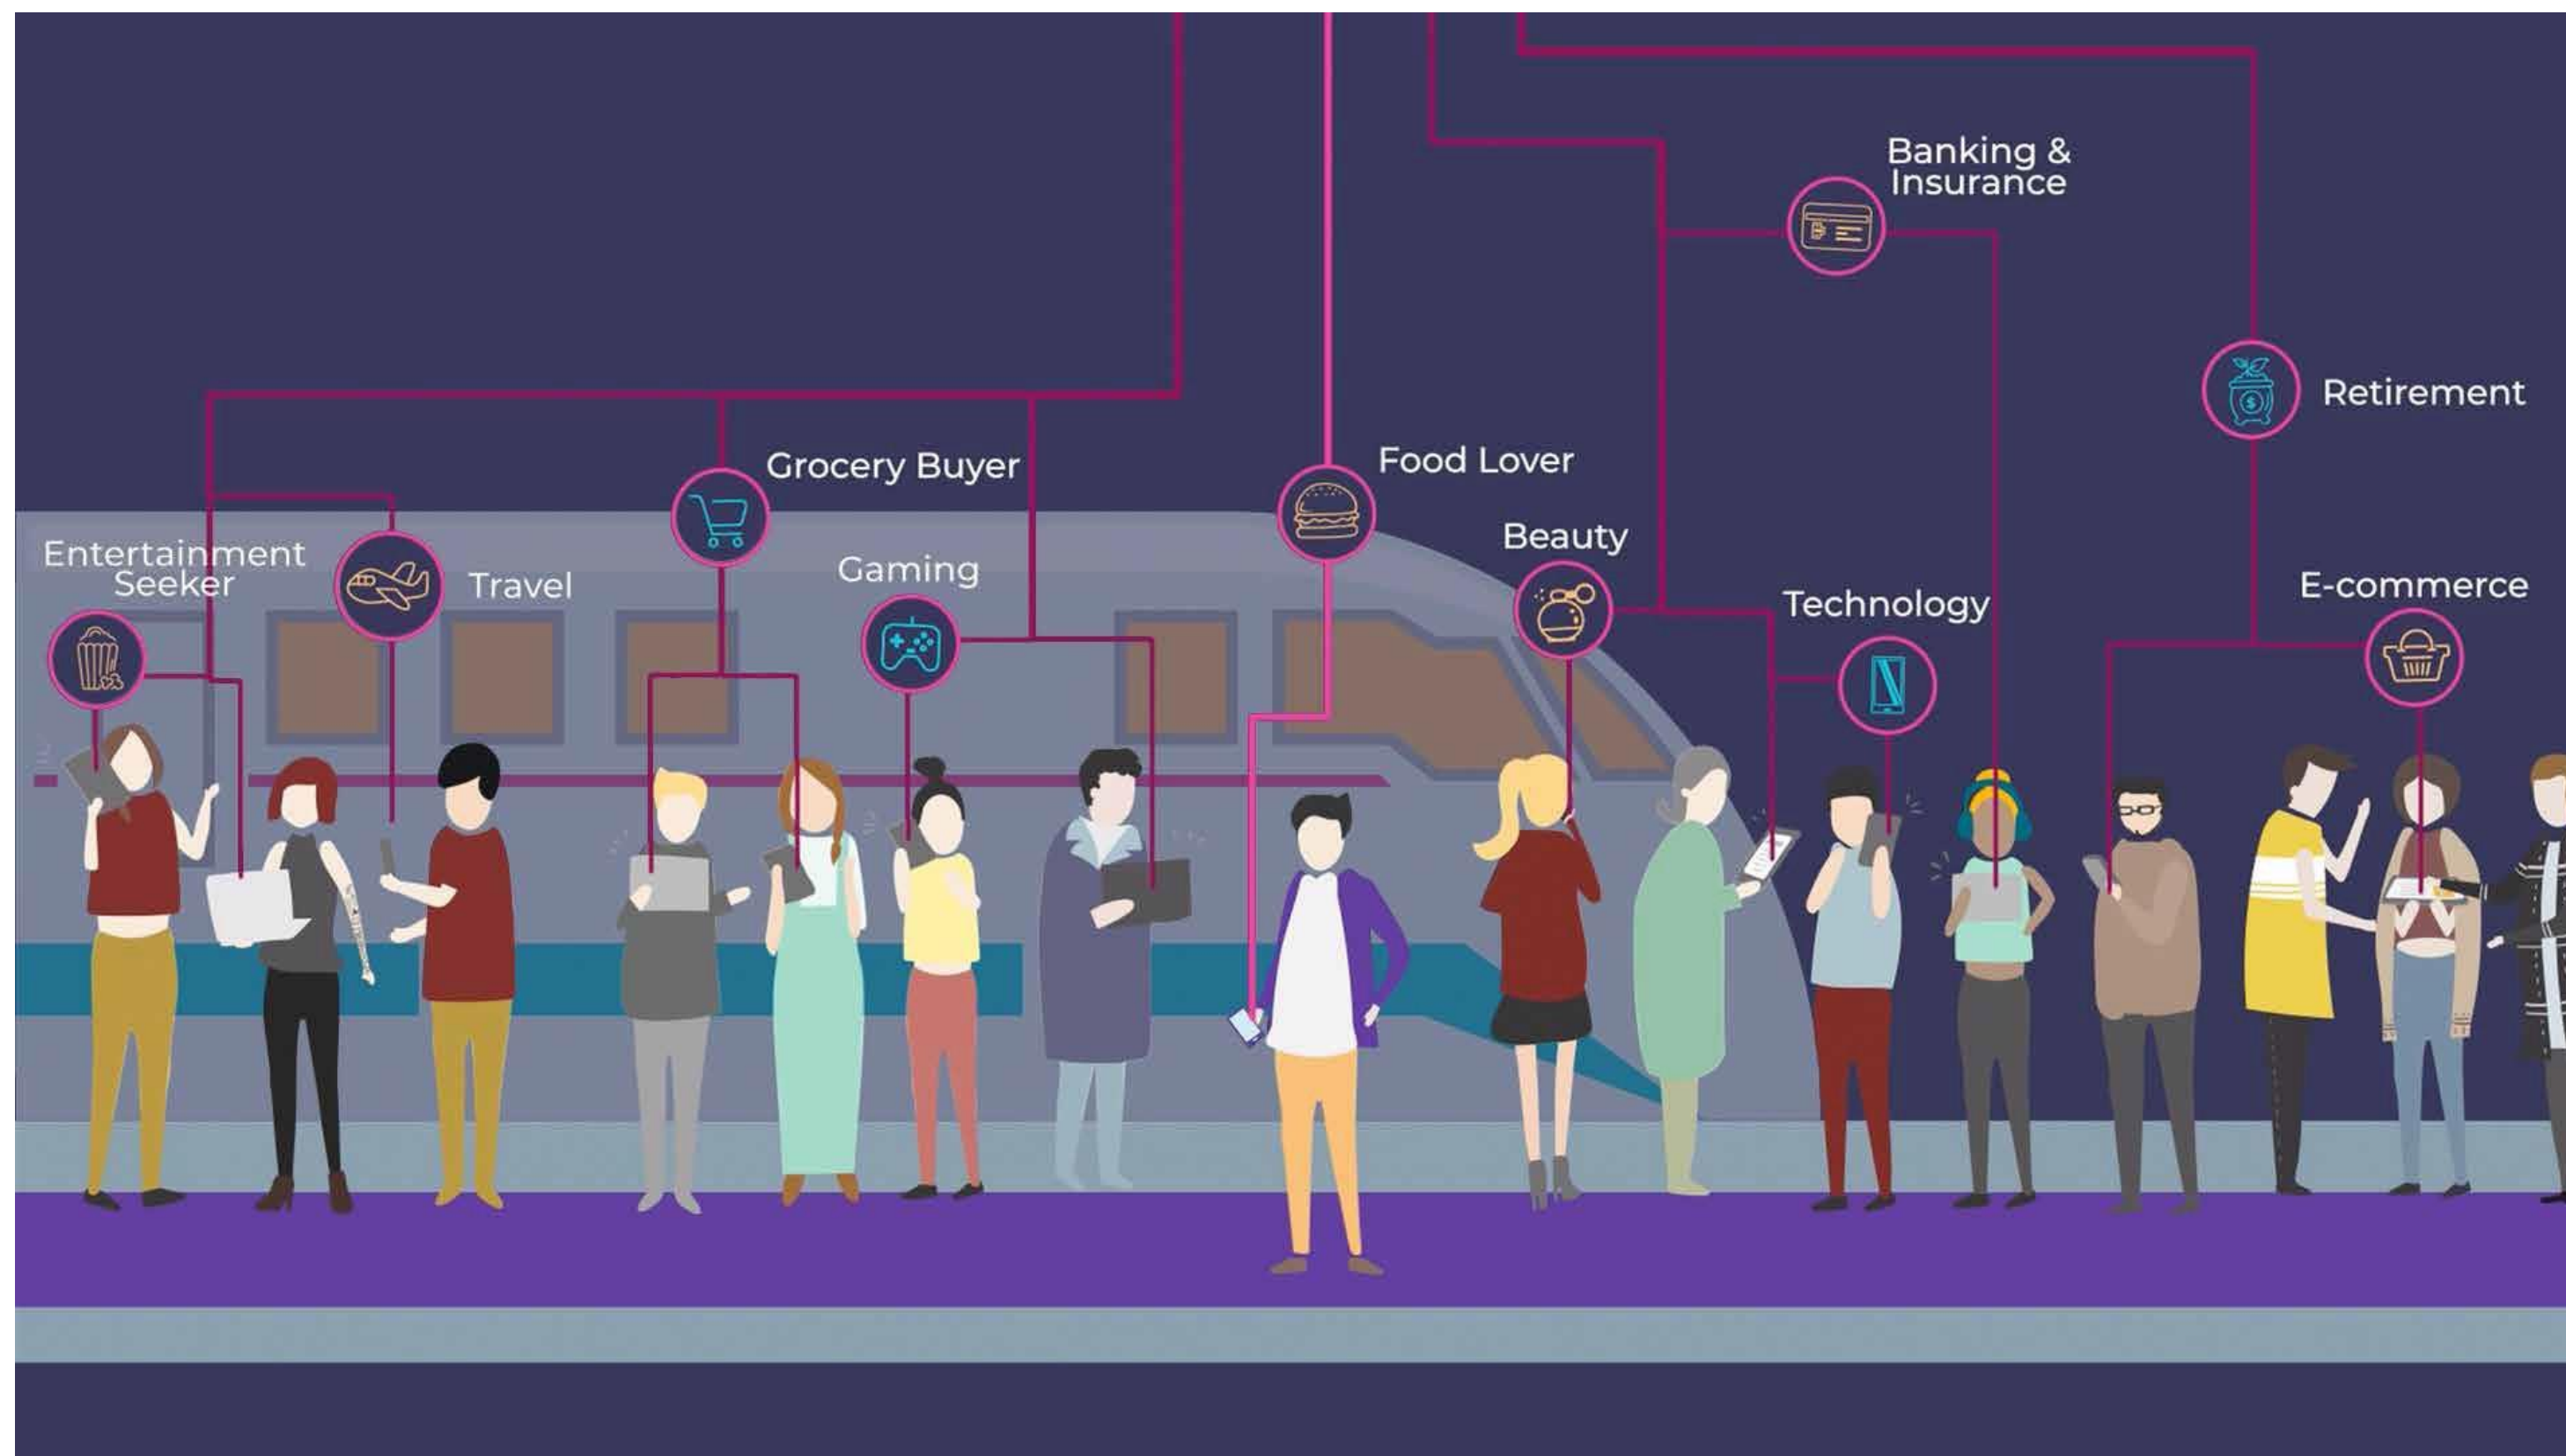 Banking &
Insurance
Retirement
Grocery Buyer
Food Lover
Entertainment
Seeker
Travel
Gaming
Beauty
Technology
E-commerce